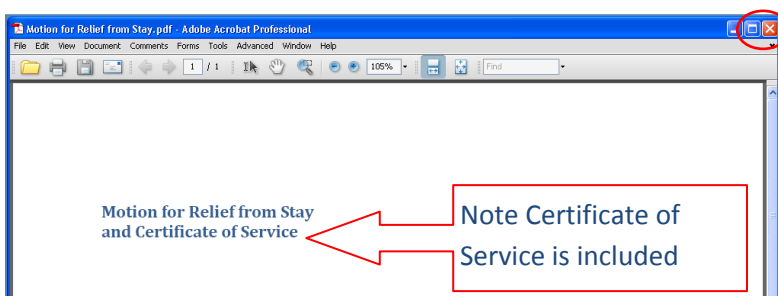 Motion for Relief from Stay.pdf - Adobe Acrobat Professional
File Edit View Document Comments Forms Tools Advanced Window Help
1 / 1 105% Find
Motion for Relief from Stay
and Certificate of Service
Note Certificate of
Service is included